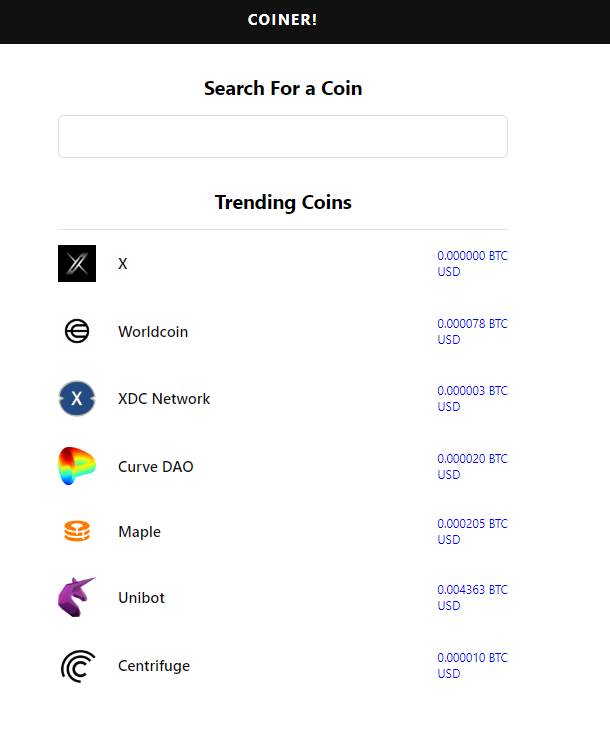 COINER!
Search For a Coin
Trending Coins
X
0.000000 BTC
USD
Worldcoin
0.000078 BTC
USD
X
XDC Network
0.000003 BTC
USD
Curve DAO
0.000020 BTC
USD
Maple
0.000205 BTC
USD
Unibot
0.004363 BTC
USD
Centrifuge
0.000010 BTC
USD